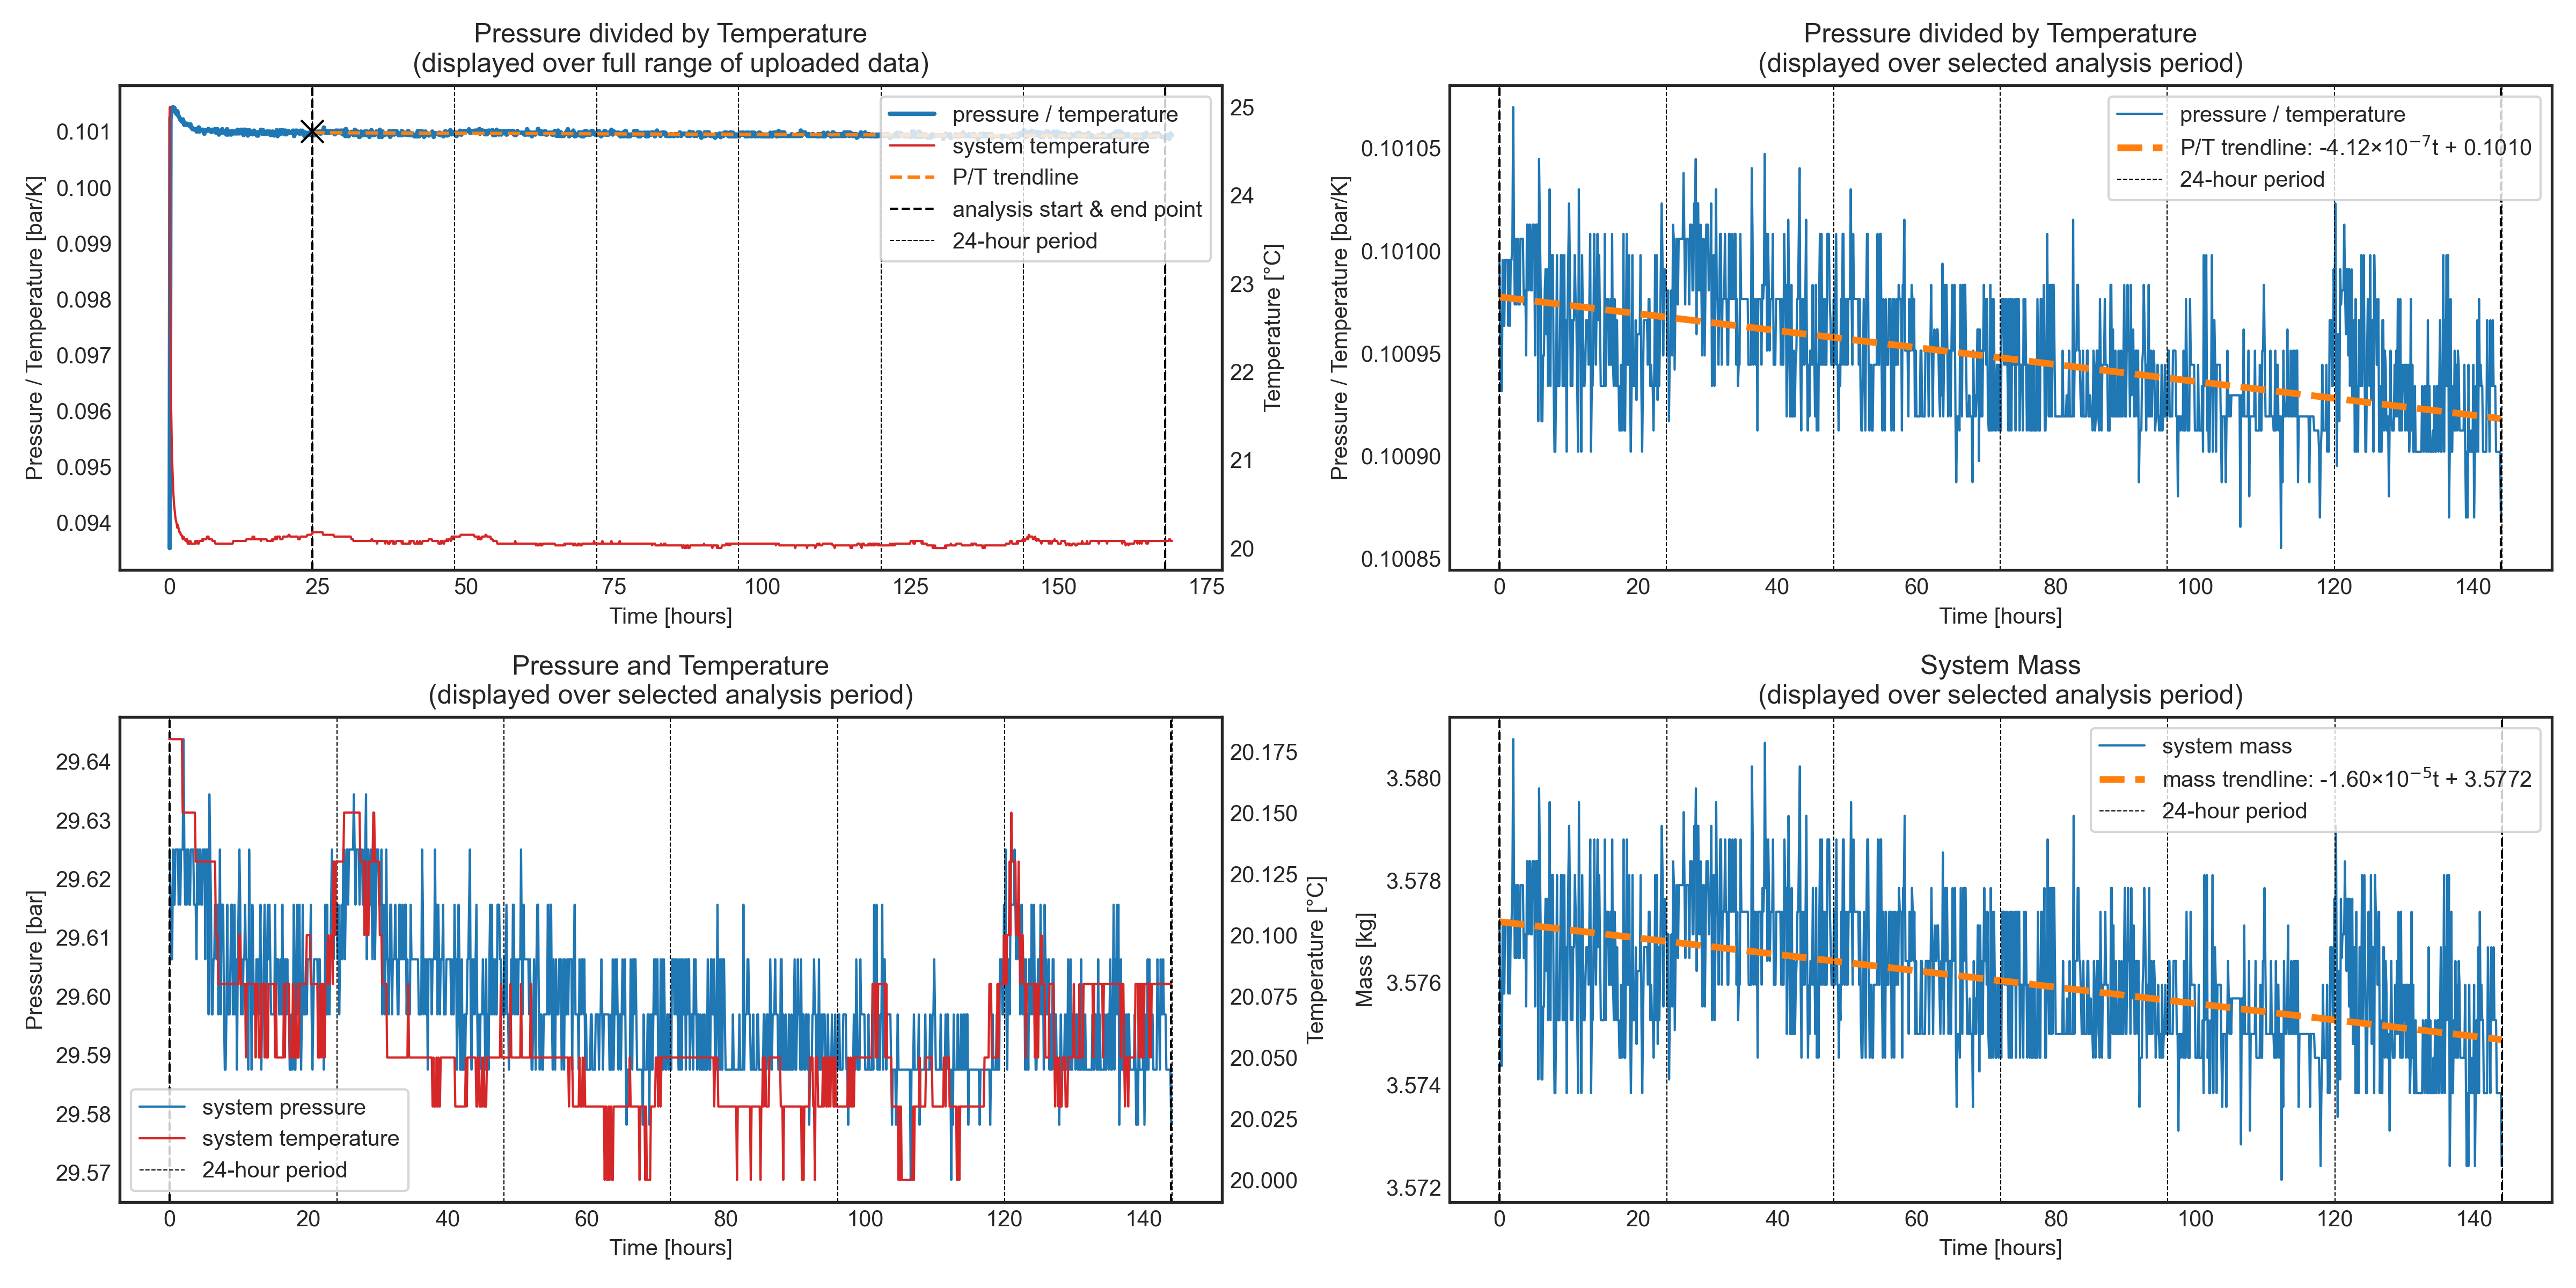 Pressure divided by Temperature
(displayed over full range of uploaded data)
Pressure / Temperature [bar/K]
0.101
0.100
0.099
0.098
0.097
0.096
0.095
0.094
25
24
23
22
21
20
Temperature [°C]
pressure / temperature
system temperature
P/T trendline
analysis start & end point
24-hour period
0 25 50 75 100 125 150 175
Time [hours]
Pressure divided by Temperature
(displayed over selected analysis period)
Pressure / Temperature [bar/K]
0.10105
0.10100
0.10095
0.10090
0.10085
pressure / temperature
P/T trendline: -4.12×10⁻⁷t + 0.1010
24-hour period
0 20 40 60 80 100 120 140
Time [hours]
Pressure and Temperature
(displayed over selected analysis period)
Pressure [bar]
29.64
29.63
29.62
29.61
29.60
29.59
29.58
29.57
20.175
20.150
20.125
20.100
20.075
20.050
20.025
20.000
Temperature [°C]
system pressure
system temperature
24-hour period
0 20 40 60 80 100 120 140
Time [hours]
System Mass
(displayed over selected analysis period)
Mass [kg]
3.580
3.578
3.576
3.574
3.572
system mass
mass trendline: -1.60×10⁻⁵t + 3.5772
24-hour period
0 20 40 60 80 100 120 140
Time [hours]